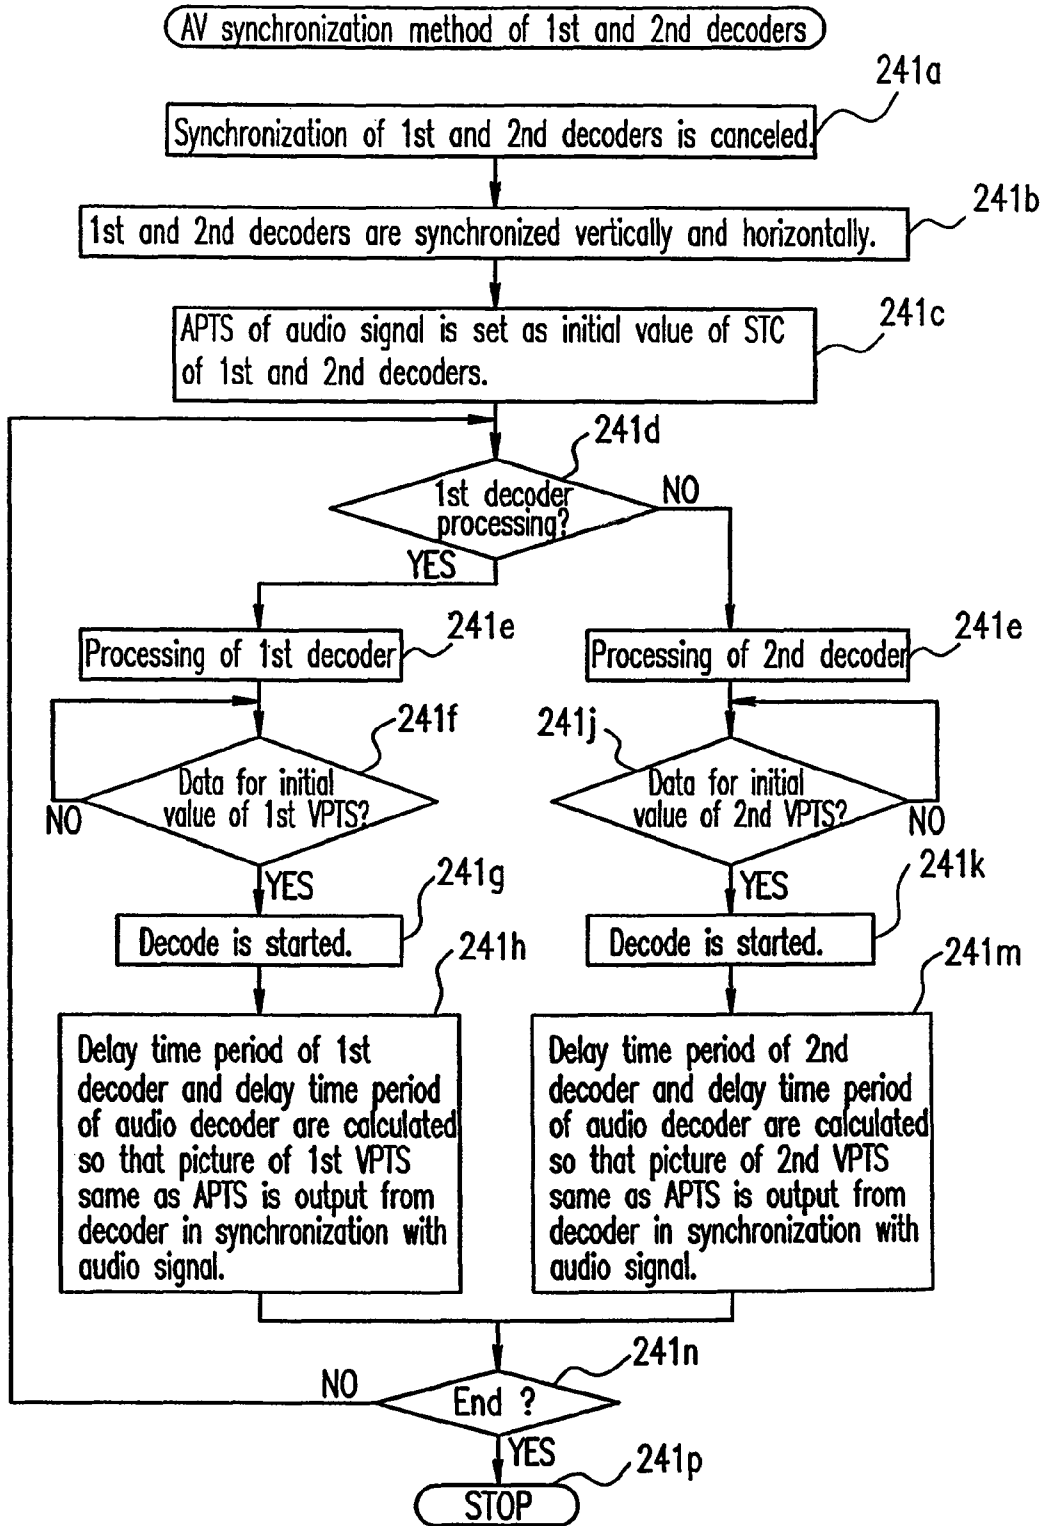 AV synchronization method of 1st and 2nd decoders
241a
Synchronization of 1st and 2nd decoders is canceled.
241b
1st and 2nd decoders are synchronized vertically and horizontally.
241c
APTS of audio signal is set as initial value of STC
of 1st and 2nd decoders.
241d
1st decoder
processing?
NO
YES
241e
Processing of 1st decoder
241e
Processing of 2nd decoder
241f
Data for initial
value of 1st VPTS?
NO
YES
241j
Data for initial
value of 2nd VPTS?
NO
YES
241g
Decode is started.
241k
Decode is started.
241h
Delay time period of 1st
decoder and delay time period
of audio decoder are calculated
so that picture of 1st VPTS
same as APTS is output from
decoder in synchronization with
audio signal.
241m
Delay time period of 2nd
decoder and delay time period
of audio decoder are calculated
so that picture of 2nd VPTS
same as APTS is output from
decoder in synchronization with
audio signal.
241n
End ?
NO
YES
241p
STOP